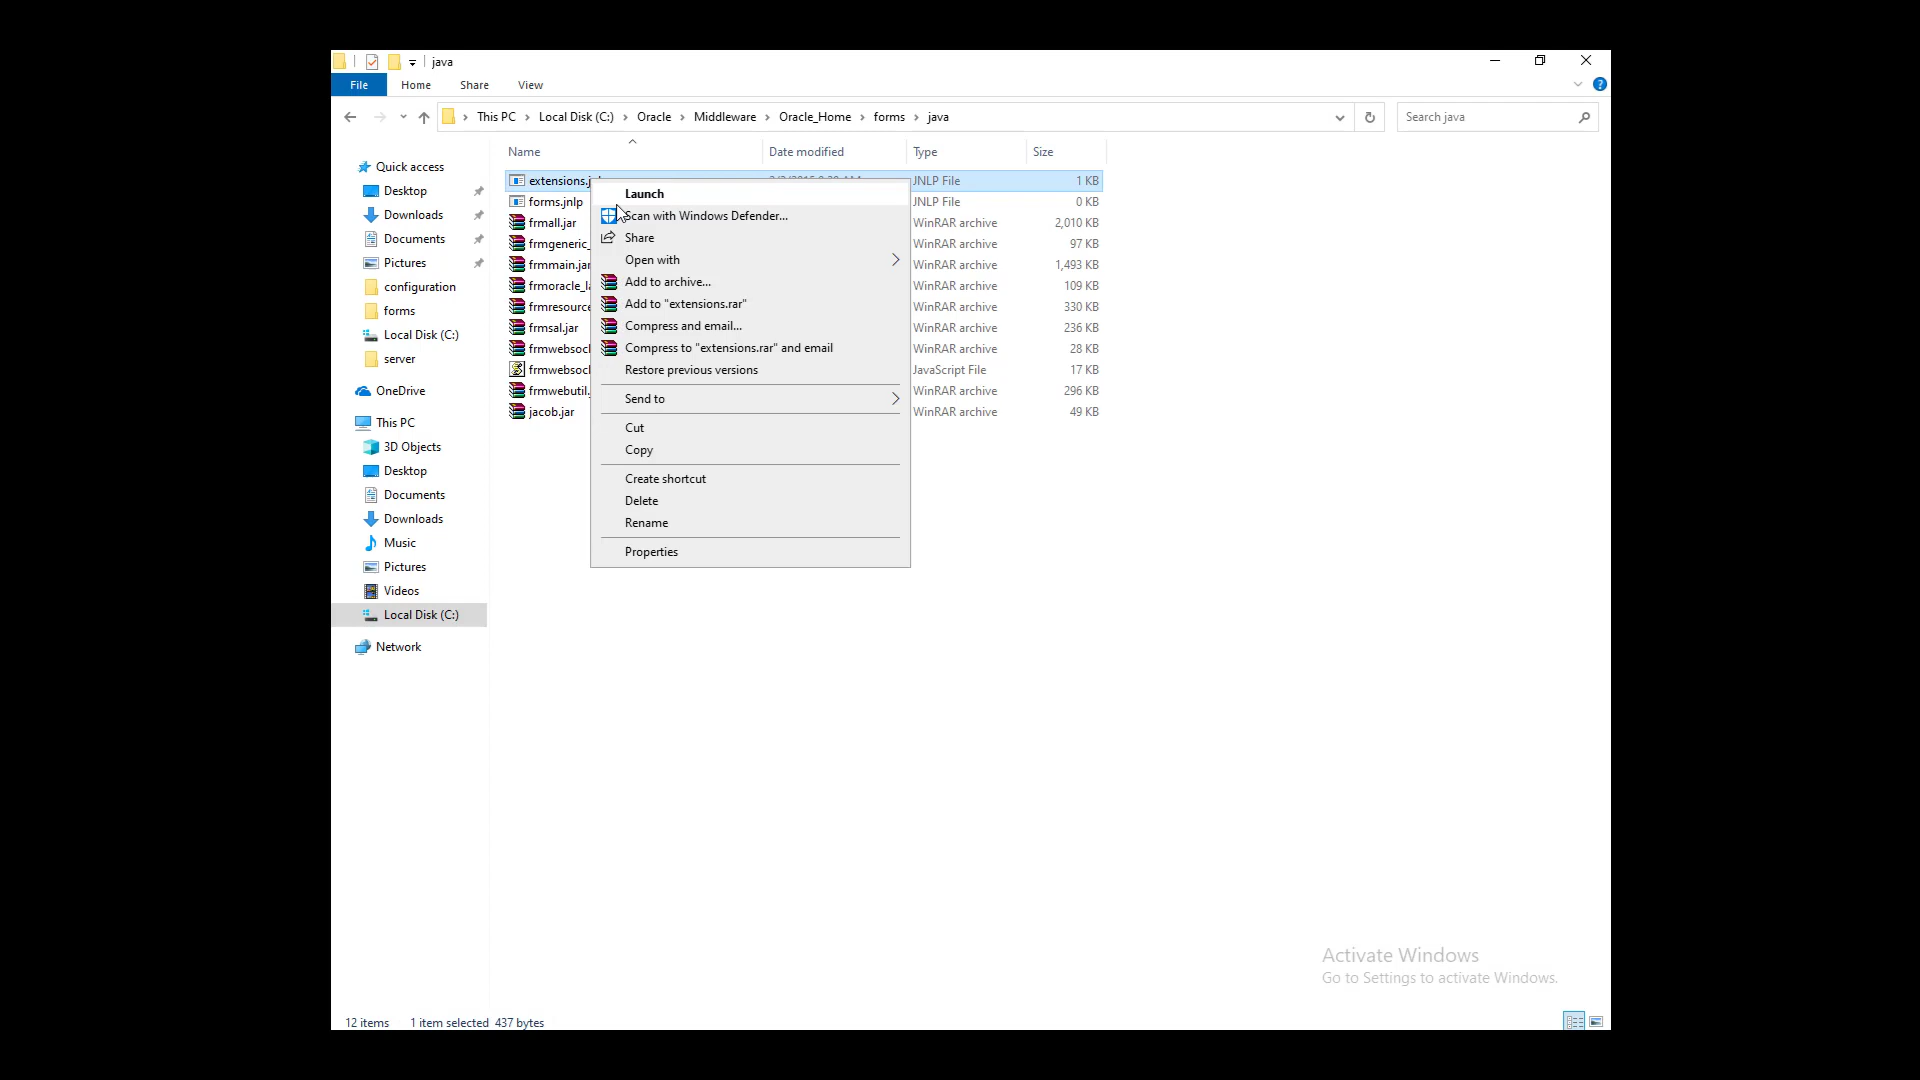 java
File Home Share View
This PC Local Disk (C:) Oracle Middleware Oracle_Home forms java
Search java
Name Date modified Type Size
Quick access
Desktop
Downloads
Documents
Pictures
configuration
forms
Local Disk (C:)
server
OneDrive
This PC
3D Objects
Desktop
Documents
Downloads
Music
Pictures
Videos
Local Disk (C:)
Network
extensions.j JNLP File 1 KB
forms.jnlp JNLP File 0 KB
frmall.jar WinRAR archive 2,010 KB
frmgeneric_ WinRAR archive 97 KB
frmmain.jar WinRAR archive 1,493 KB
frmoracle_la WinRAR archive 109 KB
frmresource WinRAR archive 330 KB
frmsal.jar WinRAR archive 236 KB
frmwebsock WinRAR archive 28 KB
frmwebsock JavaScript File 17 KB
frmwebutil. WinRAR archive 296 KB
jacob.jar WinRAR archive 49 KB
Launch
Scan with Windows Defender...
Share
Open with
Add to archive...
Add to "extensions.rar"
Compress and email...
Compress to "extensions.rar" and email
Restore previous versions
Send to
Cut
Copy
Create shortcut
Delete
Rename
Properties
Activate Windows
Go to Settings to activate Windows.
12 items 1 item selected 437 bytes